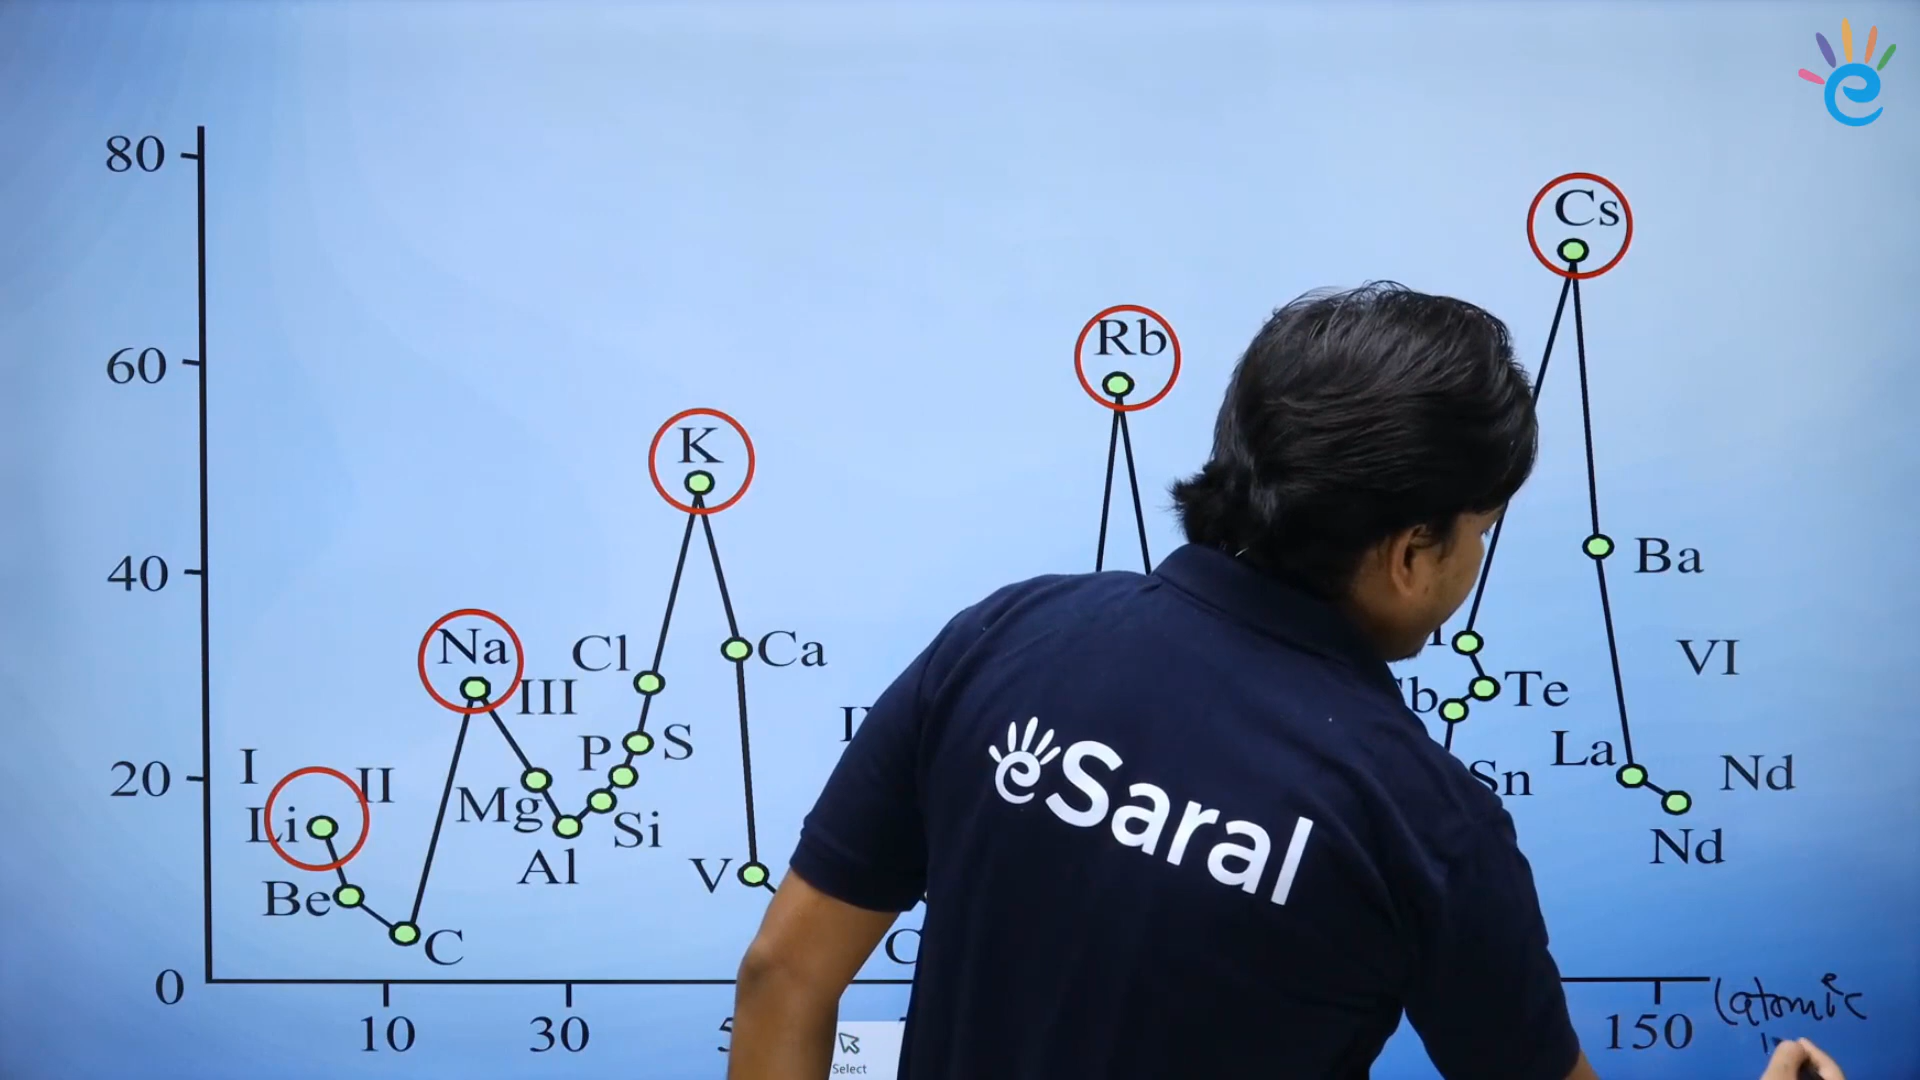 80
Cs
60
Rb
K
40
Ba
Na
Cl
Ca
VI
III
Te
P
S
I
II
La
20
Nd
Mg
Sn
Li
Si
Al
V
Nd
Be
C
0
10
30
150
(atomic
Select
eSaral